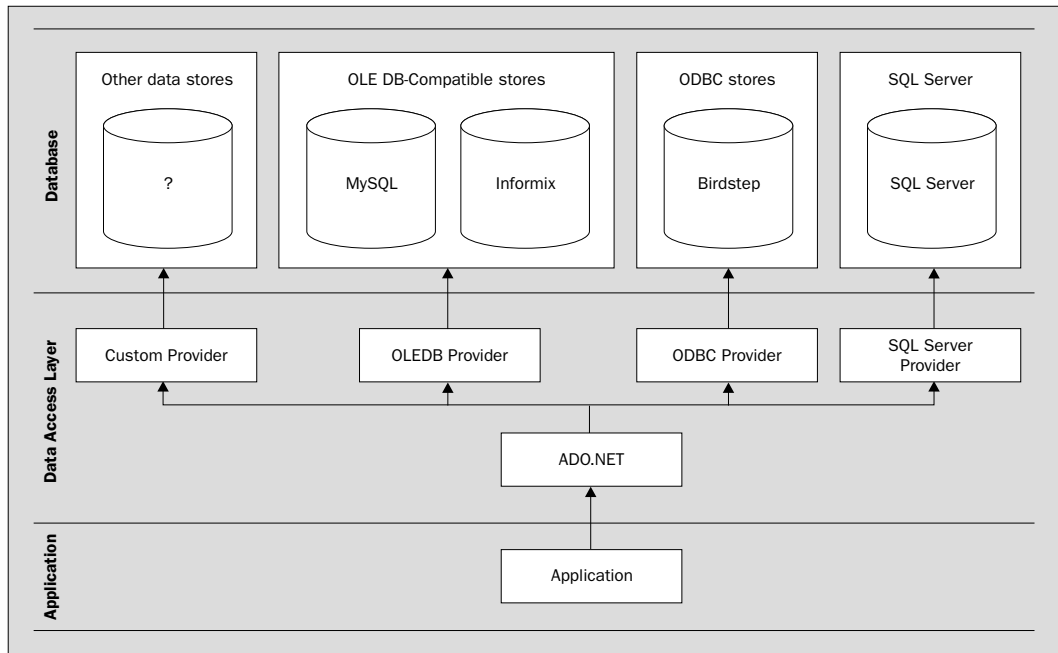 Database
Other data stores
?
OLE DB-Compatible stores
MySQL
Informix
ODBC stores
Birdstep
SQL Server
SQL Server
Data Access Layer
Custom Provider
OLEDB Provider
ODBC Provider
SQL Server
Provider
ADO.NET
Application
Application